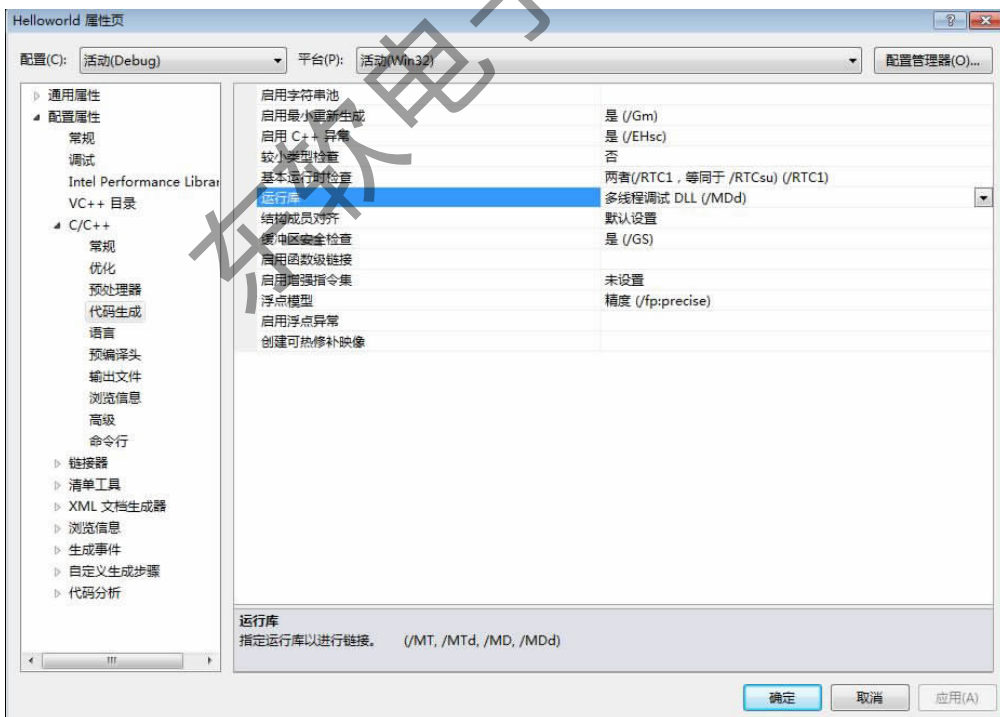 Helloworld 属性页
配置(C): 活动(Debug) 平台(P): 活动(Win32) 配置管理器(O)...
通用属性
配置属性
常规
调试
Intel Performance Librar
VC++ 目录
C/C++
常规
优化
预处理器
代码生成
语言
预编译头
输出文件
浏览信息
高级
命令行
链接器
清单工具
XML 文档生成器
浏览信息
生成事件
自定义生成步骤
代码分析
启用字符串池
启用最小重新生成 是 (/Gm)
启用 C++ 异常 是 (/EHsc)
较小类型检查 否
基本运行时检查 两者(/RTC1，等同于 /RTCsu) (/RTC1)
运行库 多线程调试 DLL (/MDd)
结构成员对齐 默认设置
缓冲区安全检查 是 (/GS)
启用函数级链接
启用增强指令集 未设置
浮点模型 精度 (/fp:precise)
启用浮点异常
创建可热修补映像
运行库
指定运行库以进行链接。 (/MT, /MTd, /MD, /MDd)
确定 取消 应用(A)
东软电子